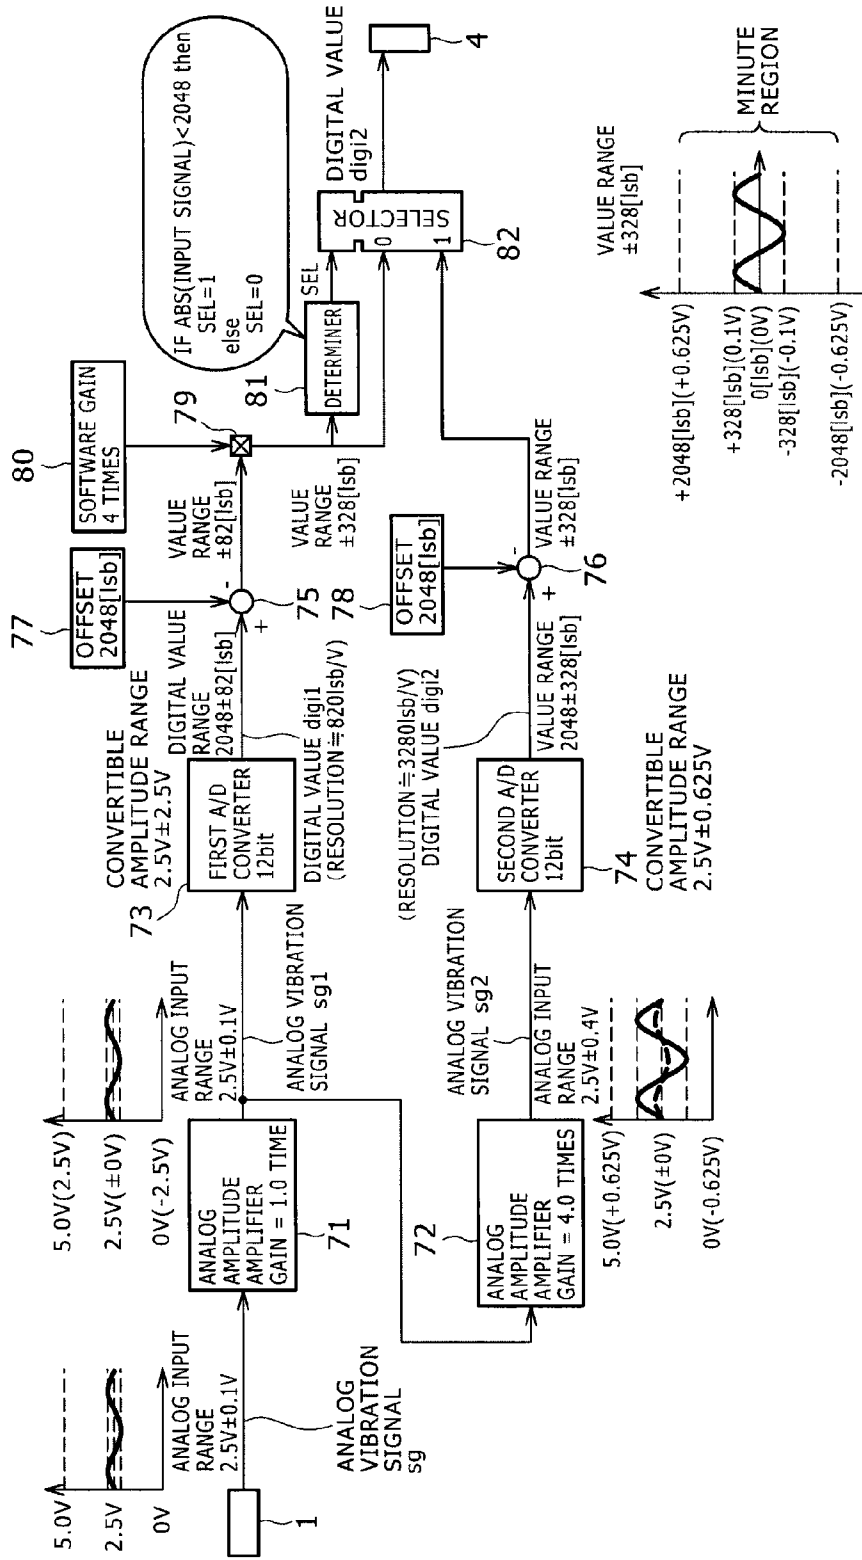 5.0V
2.5V
0V
ANALOG INPUT
RANGE
2.5V±0.1V
1
ANALOG
VIBRATION
SIGNAL
sg
5.0V(2.5V)
2.5V(±0V)
0V(-2.5V)
ANALOG
AMPLITUDE
AMPLIFIER
GAIN = 1.0 TIME
71
ANALOG INPUT
RANGE
2.5V±0.1V
ANALOG VIBRATION
SIGNAL sg1
72
ANALOG
AMPLITUDE
AMPLIFIER
GAIN = 4.0 TIMES
ANALOG VIBRATION
SIGNAL sg2
ANALOG INPUT
RANGE
2.5V±0.4V
5.0V(+0.625V)
2.5V(±0V)
0V(-0.625V)
CONVERTIBLE
AMPLITUDE RANGE
2.5V±2.5V
73
FIRST A/D
CONVERTER
12bit
DIGITAL VALUE
RANGE
2048±82[lsb]
DIGITAL VALUE digi1
(RESOLUTION≒820lsb/V)
(RESOLUTION≒3280lsb/V)
DIGITAL VALUE digi2
SECOND A/D
CONVERTER
12bit
74
CONVERTIBLE
AMPLITUDE RANGE
2.5V±0.625V
VALUE RANGE
2048±328[lsb]
77
OFFSET
2048[lsb]
-
+
75
78
OFFSET
2048[lsb]
-
+
76
VALUE
RANGE
±82[lsb]
80
SOFTWARE GAIN
4 TIMES
79
VALUE
RANGE
±328[lsb]
VALUE RANGE
±328[lsb]
81
DETERMINER
SEL
IF ABS(INPUT SIGNAL)<2048 then
SEL=1
else
SEL=0
SELECTOR
0
1
82
DIGITAL VALUE
digi2
4
VALUE RANGE
±328[lsb]
+2048[lsb](+0.625V)
+328[lsb](0.1V)
0[lsb](0V)
-328[lsb](-0.1V)
-2048[lsb](-0.625V)
MINUTE
REGION